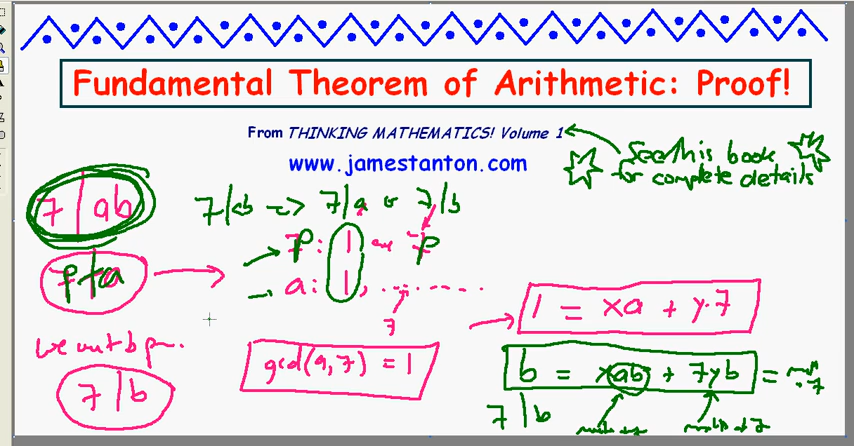 Fundamental Theorem of Arithmetic: Proof!
From THINKING MATHEMATICS! Volume 1
www.jamestanton.com
See this book
for complete details
7 | ab
7 | ab => 7 | a or 7 | b
p: 1 and p
a: 1, ..........
7
1 = xa + y·7
gcd(a,7) = 1
7 | b
b = xab + 7yb = mult
7
7 | b